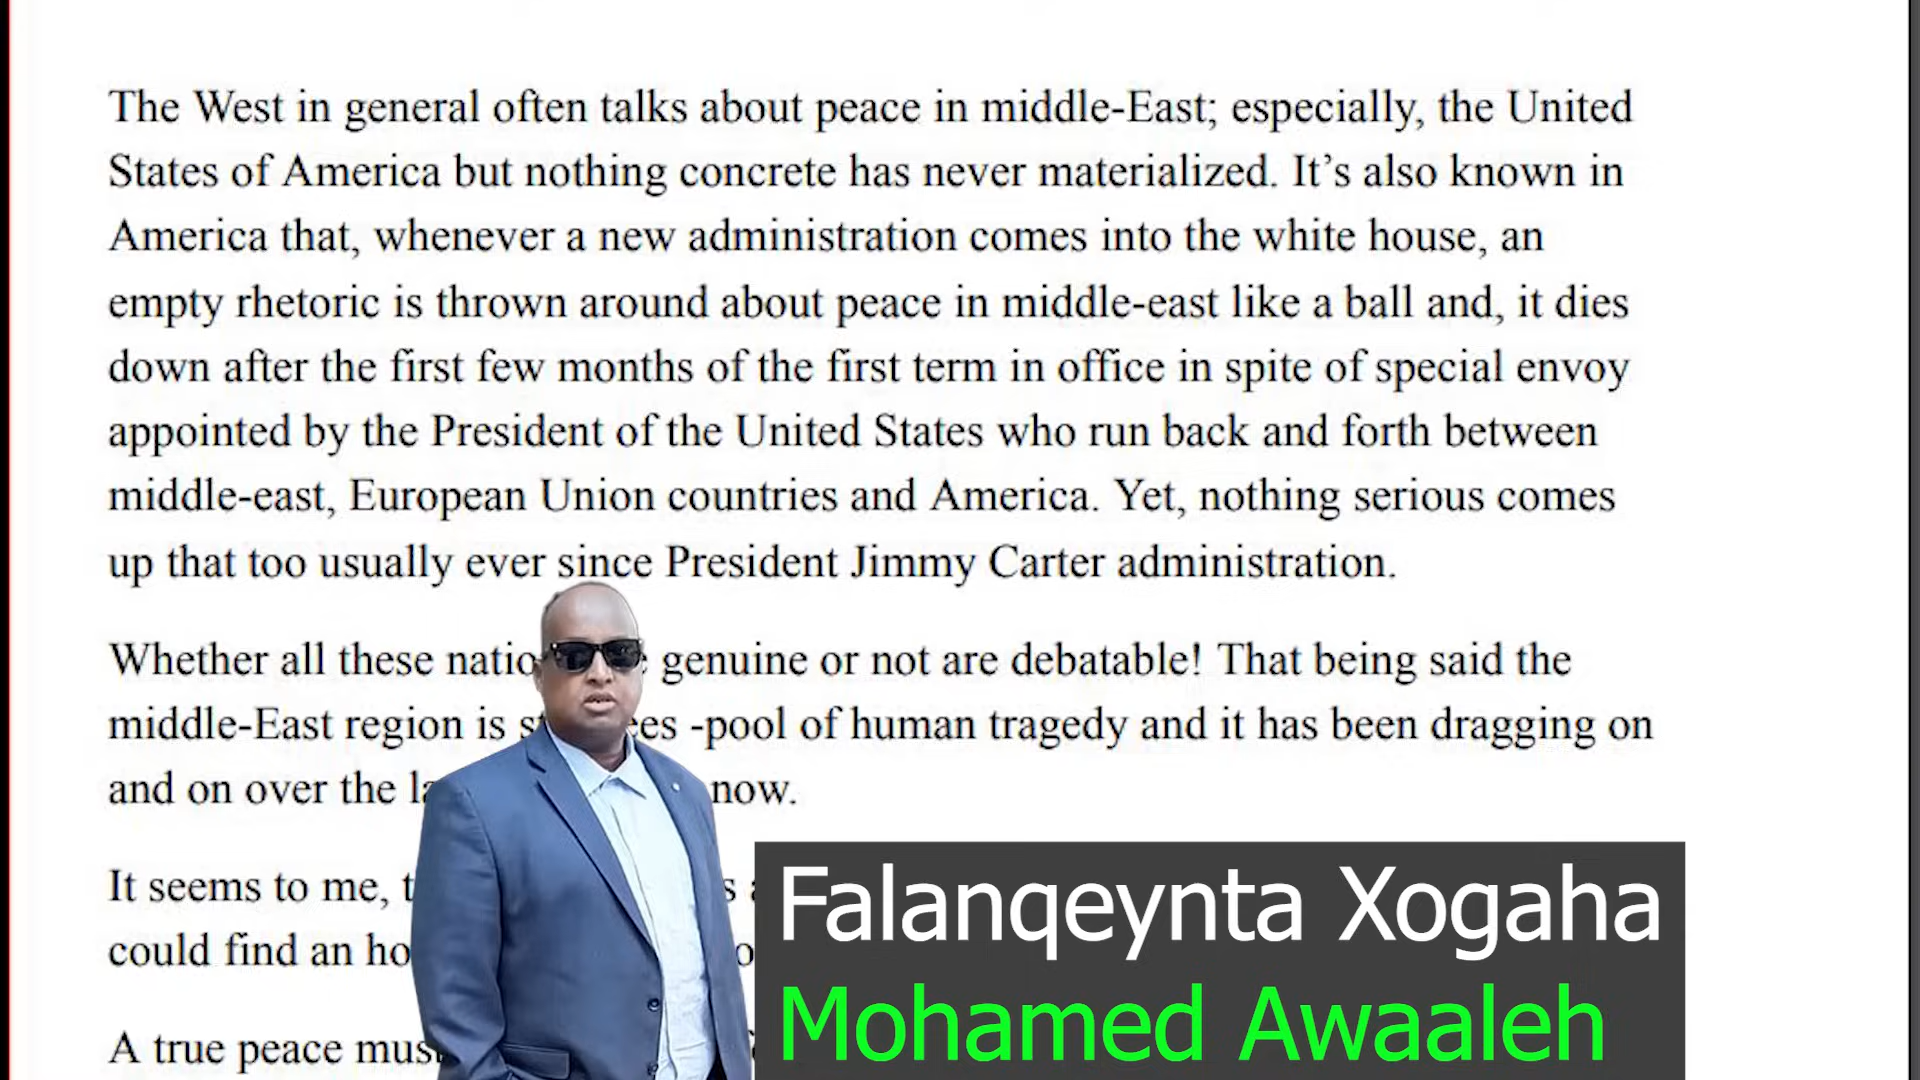 The West in general often talks about peace in middle-East; especially, the United
States of America but nothing concrete has never materialized. It’s also known in
America that, whenever a new administration comes into the white house, an
empty rhetoric is thrown around about peace in middle-east like a ball and, it dies
down after the first few months of the first term in office in spite of special envoy
appointed by the President of the United States who run back and forth between
middle-east, European Union countries and America. Yet, nothing serious comes
up that too usually ever since President Jimmy Carter administration.
Whether all these genuine or not are debatable! That being said the
middle-East region is -pool of human tragedy and it has been dragging on
and on over the now.
It seems to me,
could find an
A true peace
Falanqeynta Xogaha
Mohamed Awaaleh